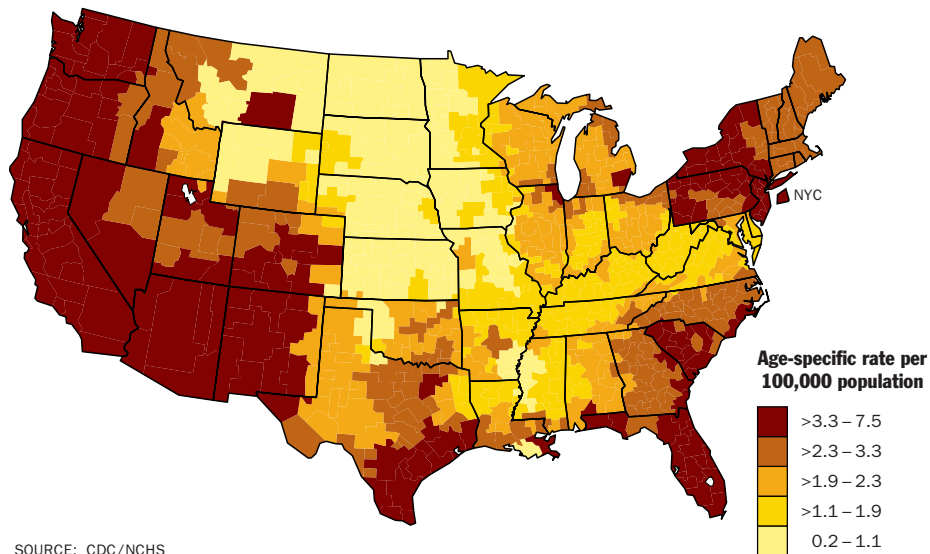 NYC
Age-specific rate per
100,000 population
>3.3 – 7.5
>2.3 – 3.3
>1.9 – 2.3
>1.1 – 1.9
0.2 – 1.1
SOURCE: CDC/NCHS